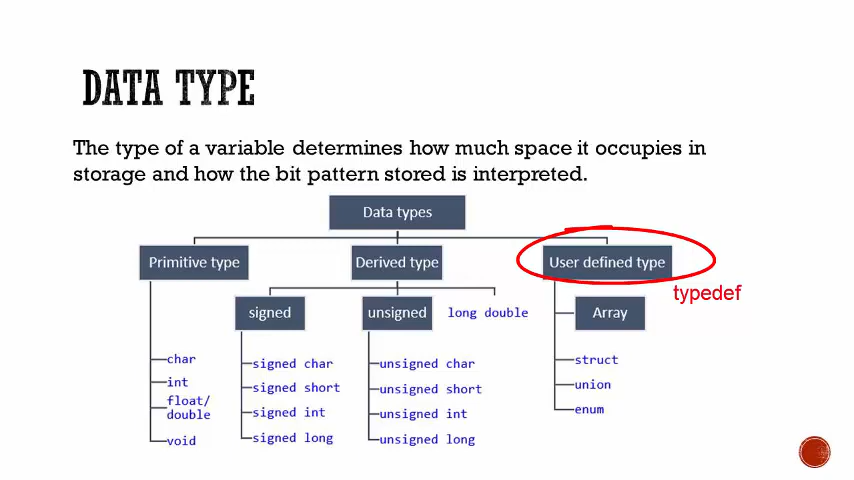 DATA TYPE
The type of a variable determines how much space it occupies in
storage and how the bit pattern stored is interpreted.
Data types
Primitive type
Derived type
User defined type
typedef
signed
unsigned
long double
Array
char
int
float/
double
void
signed char
signed short
signed int
signed long
unsigned char
unsigned short
unsigned int
unsigned long
struct
union
enum